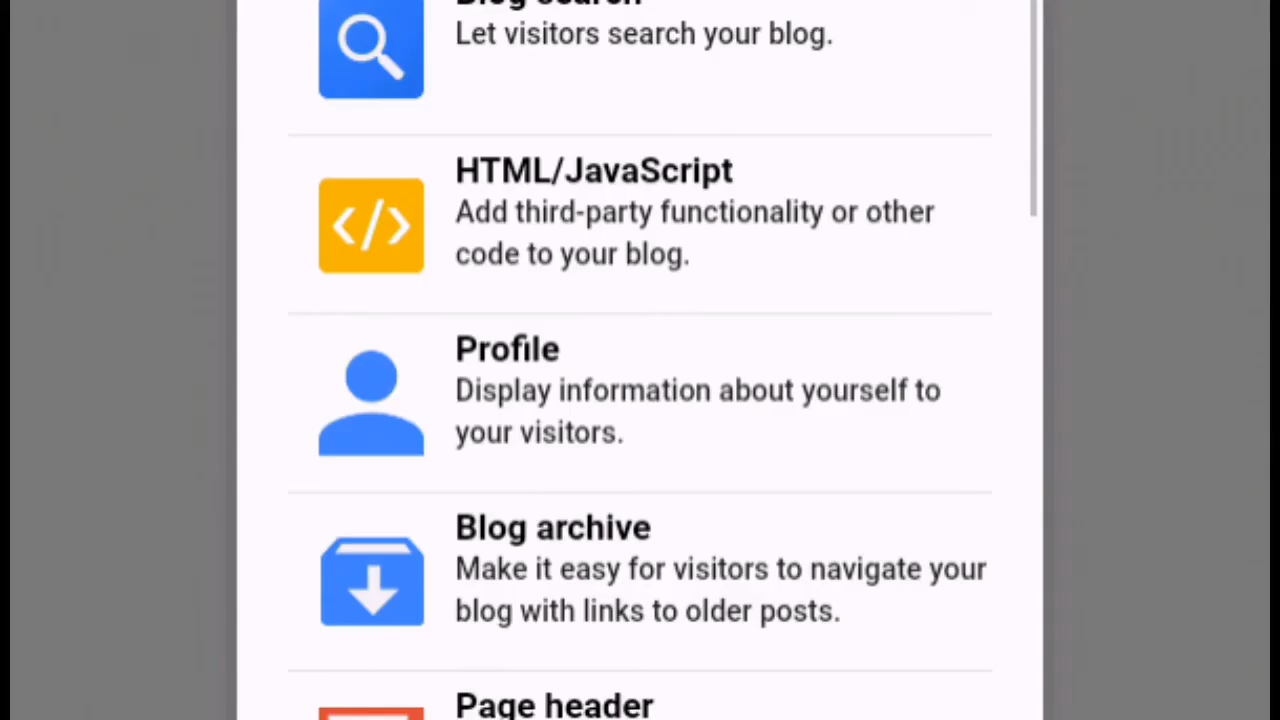 Blog search
Let visitors search your blog.
HTML/JavaScript
Add third-party functionality or other
code to your blog.
Profile
Display information about yourself to
your visitors.
Blog archive
Make it easy for visitors to navigate your
blog with links to older posts.
Page header